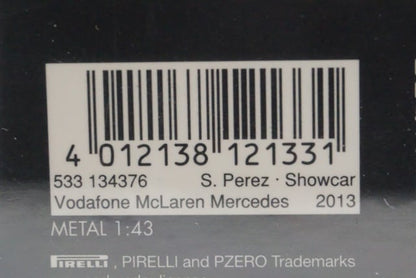 4 012138 121331
533 134376 S. Perez · Showcar
Vodafone McLaren Mercedes 2013
METAL 1:43
PIRELLI, PIRELLI and PZERO Trademarks